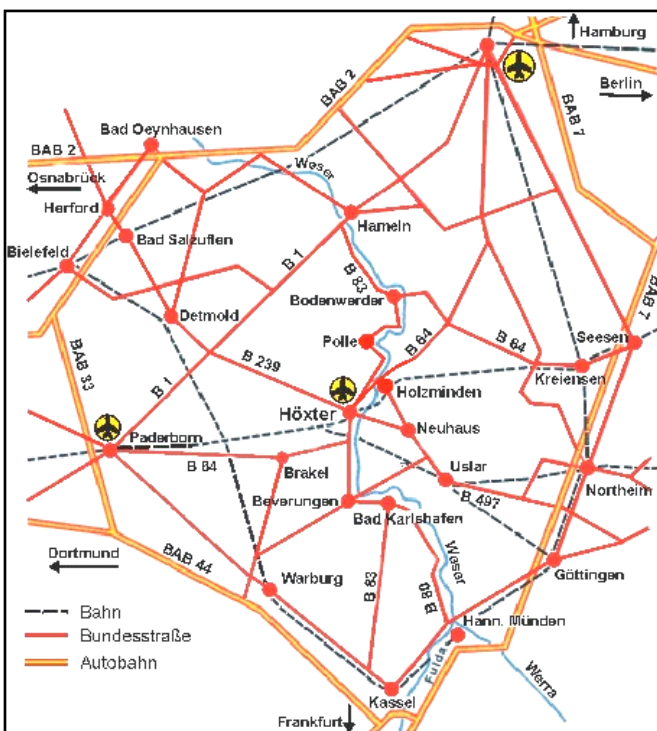 Hamburg
BAB 2
Berlin
BAB 7
Bad Oeynhausen
BAB 2
Osnabrück
Weser
Herford
Hameln
Bad Salzuflen
Bielefeld
B 1
B 83
Bodenwerder
BAB 7
Detmold
Seesen
Polle
B 64
B 64
B 239
Kreiensen
BAB 33
B 1
Holzminden
Höxter
Paderborn
Neuhaus
B 64
Brakel
Uslar
Northeim
B 497
Beverungen
Bad Karlshafen
Dortmund
BAB 44
Weser
Göttingen
Warburg
B 83
B 80
Bahn
Hann. Münden
Bundesstraße
Fulda
Autobahn
Werra
Kassel
Frankfurt